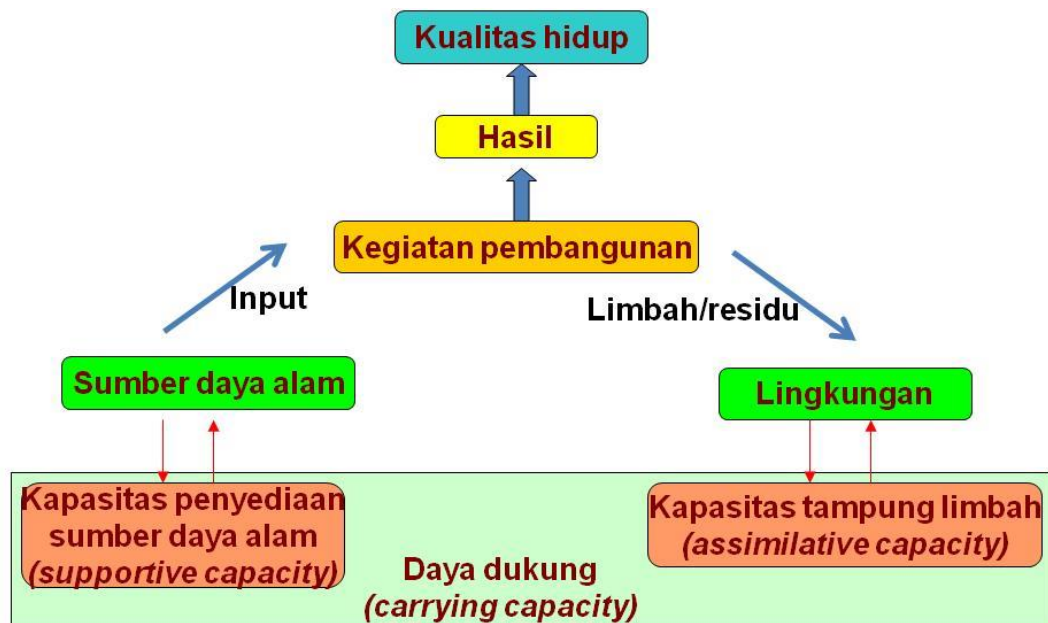 Kualitas hidup
Hasil
Kegiatan pembangunan
Input
Limbah/residu
Sumber daya alam
Lingkungan
Kapasitas penyediaan
sumber daya alam
(supportive capacity)
Kapasitas tampung limbah
(assimilative capacity)
Daya dukung
(carrying capacity)